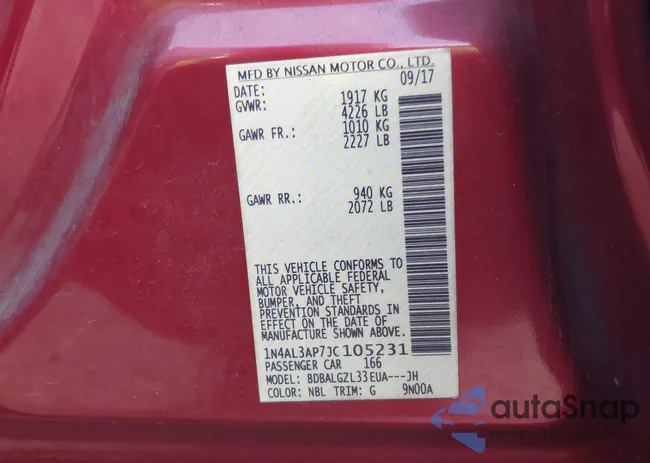 MFD BY NISSAN MOTOR CO., LTD.
DATE: 09/17
GVWR: 1917 KG
4226 LB
GAWR FR.: 1010 KG
2227 LB
GAWR RR.: 940 KG
2072 LB
THIS VEHICLE CONFORMS TO
ALL APPLICABLE FEDERAL
MOTOR VEHICLE SAFETY,
BUMPER, AND THEFT
PREVENTION STANDARDS IN
EFFECT ON THE DATE OF
MANUFACTURE SHOWN ABOVE.
1N4AL3AP7JC105231
PASSENGER CAR 166
MODEL: BDBALGZL33EUA---JH
COLOR: NBL TRIM: G 9N00A
autaSnap